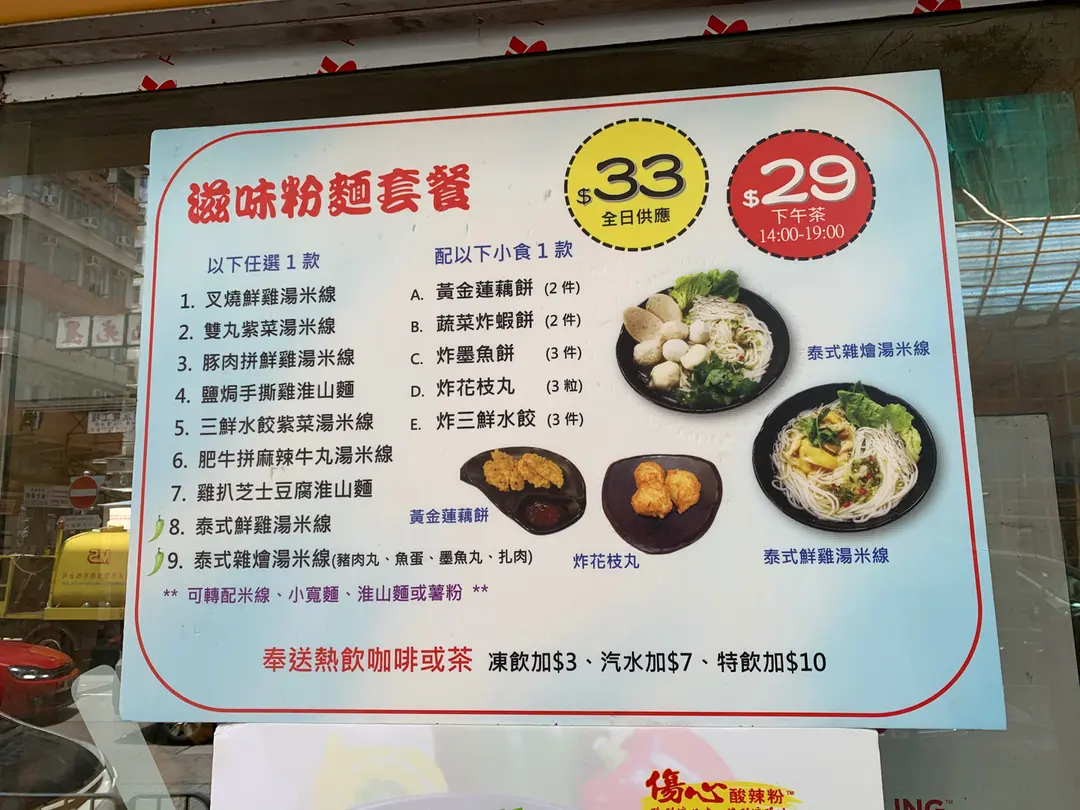 滋味粉麵套餐
$33
全日供應
$29
下午茶
14:00-19:00
以下任選 1 款
1. 叉燒鮮雞湯米線
2. 雙丸紫菜湯米線
3. 豚肉拼鮮雞湯米線
4. 鹽焗手撕雞淮山麵
5. 三鮮水餃紫菜湯米線
6. 肥牛拼麻辣牛丸湯米線
7. 雞扒芝士豆腐淮山麵
8. 泰式鮮雞湯米線
9. 泰式雜燴湯米線(豬肉丸、魚蛋、墨魚丸、扎肉)
** 可轉配米線、小寬麵、淮山麵或薯粉 **
配以下小食 1 款
A. 黃金蓮藕餅 (2 件)
B. 蔬菜炸蝦餅 (2 件)
C. 炸墨魚餅 (3 件)
D. 炸花枝丸 (3 粒)
E. 炸三鮮水餃 (3 件)
泰式雜燴湯米線
黃金蓮藕餅
炸花枝丸
泰式鮮雞湯米線
奉送熱飲咖啡或茶 凍飲加$3、汽水加$7、特飲加$10
傷心酸辣粉™